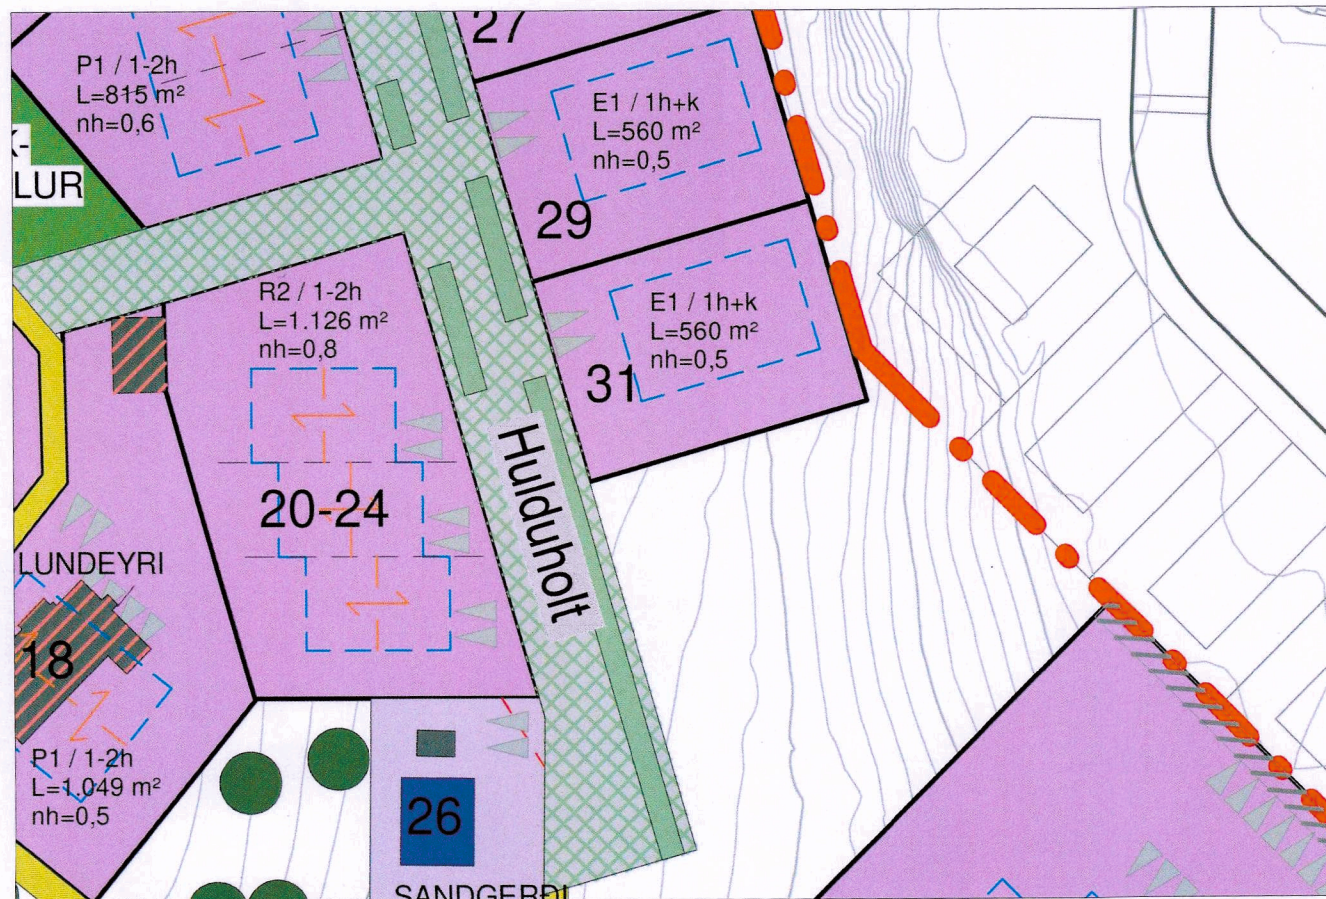 27
P1 / 1-2h
L=815 m²
nh=0,6
E1 / 1h+k
L=560 m²
nh=0,5
K-
LUR
29
R2 / 1-2h
L=1.126 m²
nh=0,8
E1 / 1h+k
L=560 m²
nh=0,5
31
Hulduholt
20-24
LUNDEYRI
18
P1 / 1-2h
L=1.049 m²
nh=0,5
26
SANDGERÐI